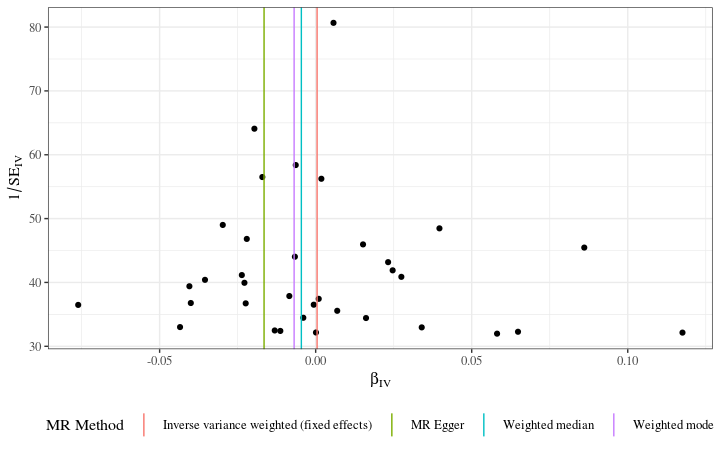 80
70
60
50
40
30
1/SE_IV
-0.05 0.00 0.05 0.10
β_IV
MR Method Inverse variance weighted (fixed effects) MR Egger Weighted median Weighted mode